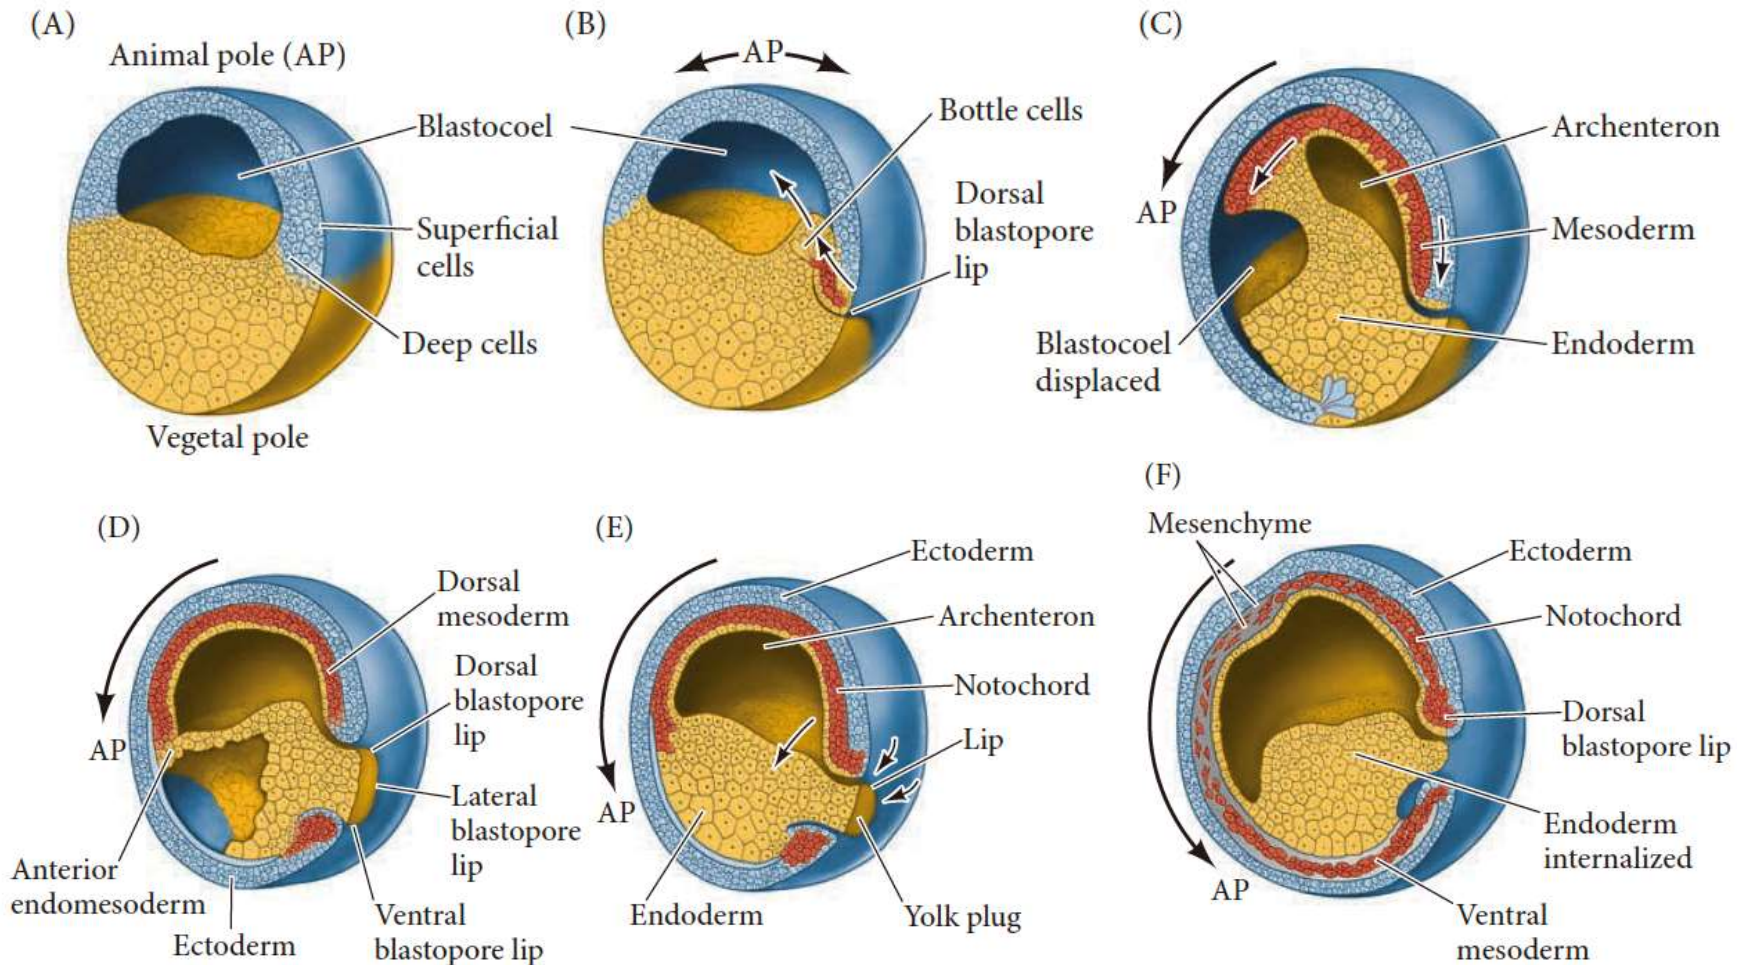 (A)
Animal pole (AP)
Blastocoel
Superficial
cells
Deep cells
Vegetal pole
(B)
AP
Bottle cells
Dorsal
blastopore
lip
(C)
AP
Archenteron
Mesoderm
Endoderm
Blastocoel
displaced
(D)
AP
Dorsal
mesoderm
Dorsal
blastopore
lip
Lateral
blastopore
lip
Anterior
endomesoderm
Ectoderm
Ventral
blastopore lip
(E)
AP
Ectoderm
Archenteron
Notochord
Lip
Endoderm
Yolk plug
(F)
Mesenchyme
Ectoderm
Notochord
Dorsal
blastopore lip
Endoderm
internalized
AP
Ventral
mesoderm